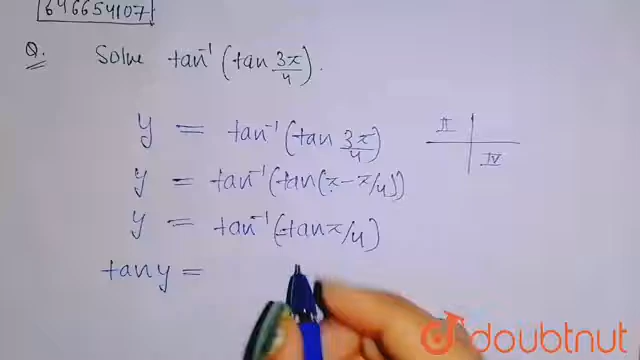 646654107
Q. Solve tan⁻¹(tan 3π/4).
y = tan⁻¹(tan 3π/4)
II
IV
y = tan⁻¹(tan(π-π/4))
y = tan⁻¹(-tanπ/4)
tan y =
doubtnut